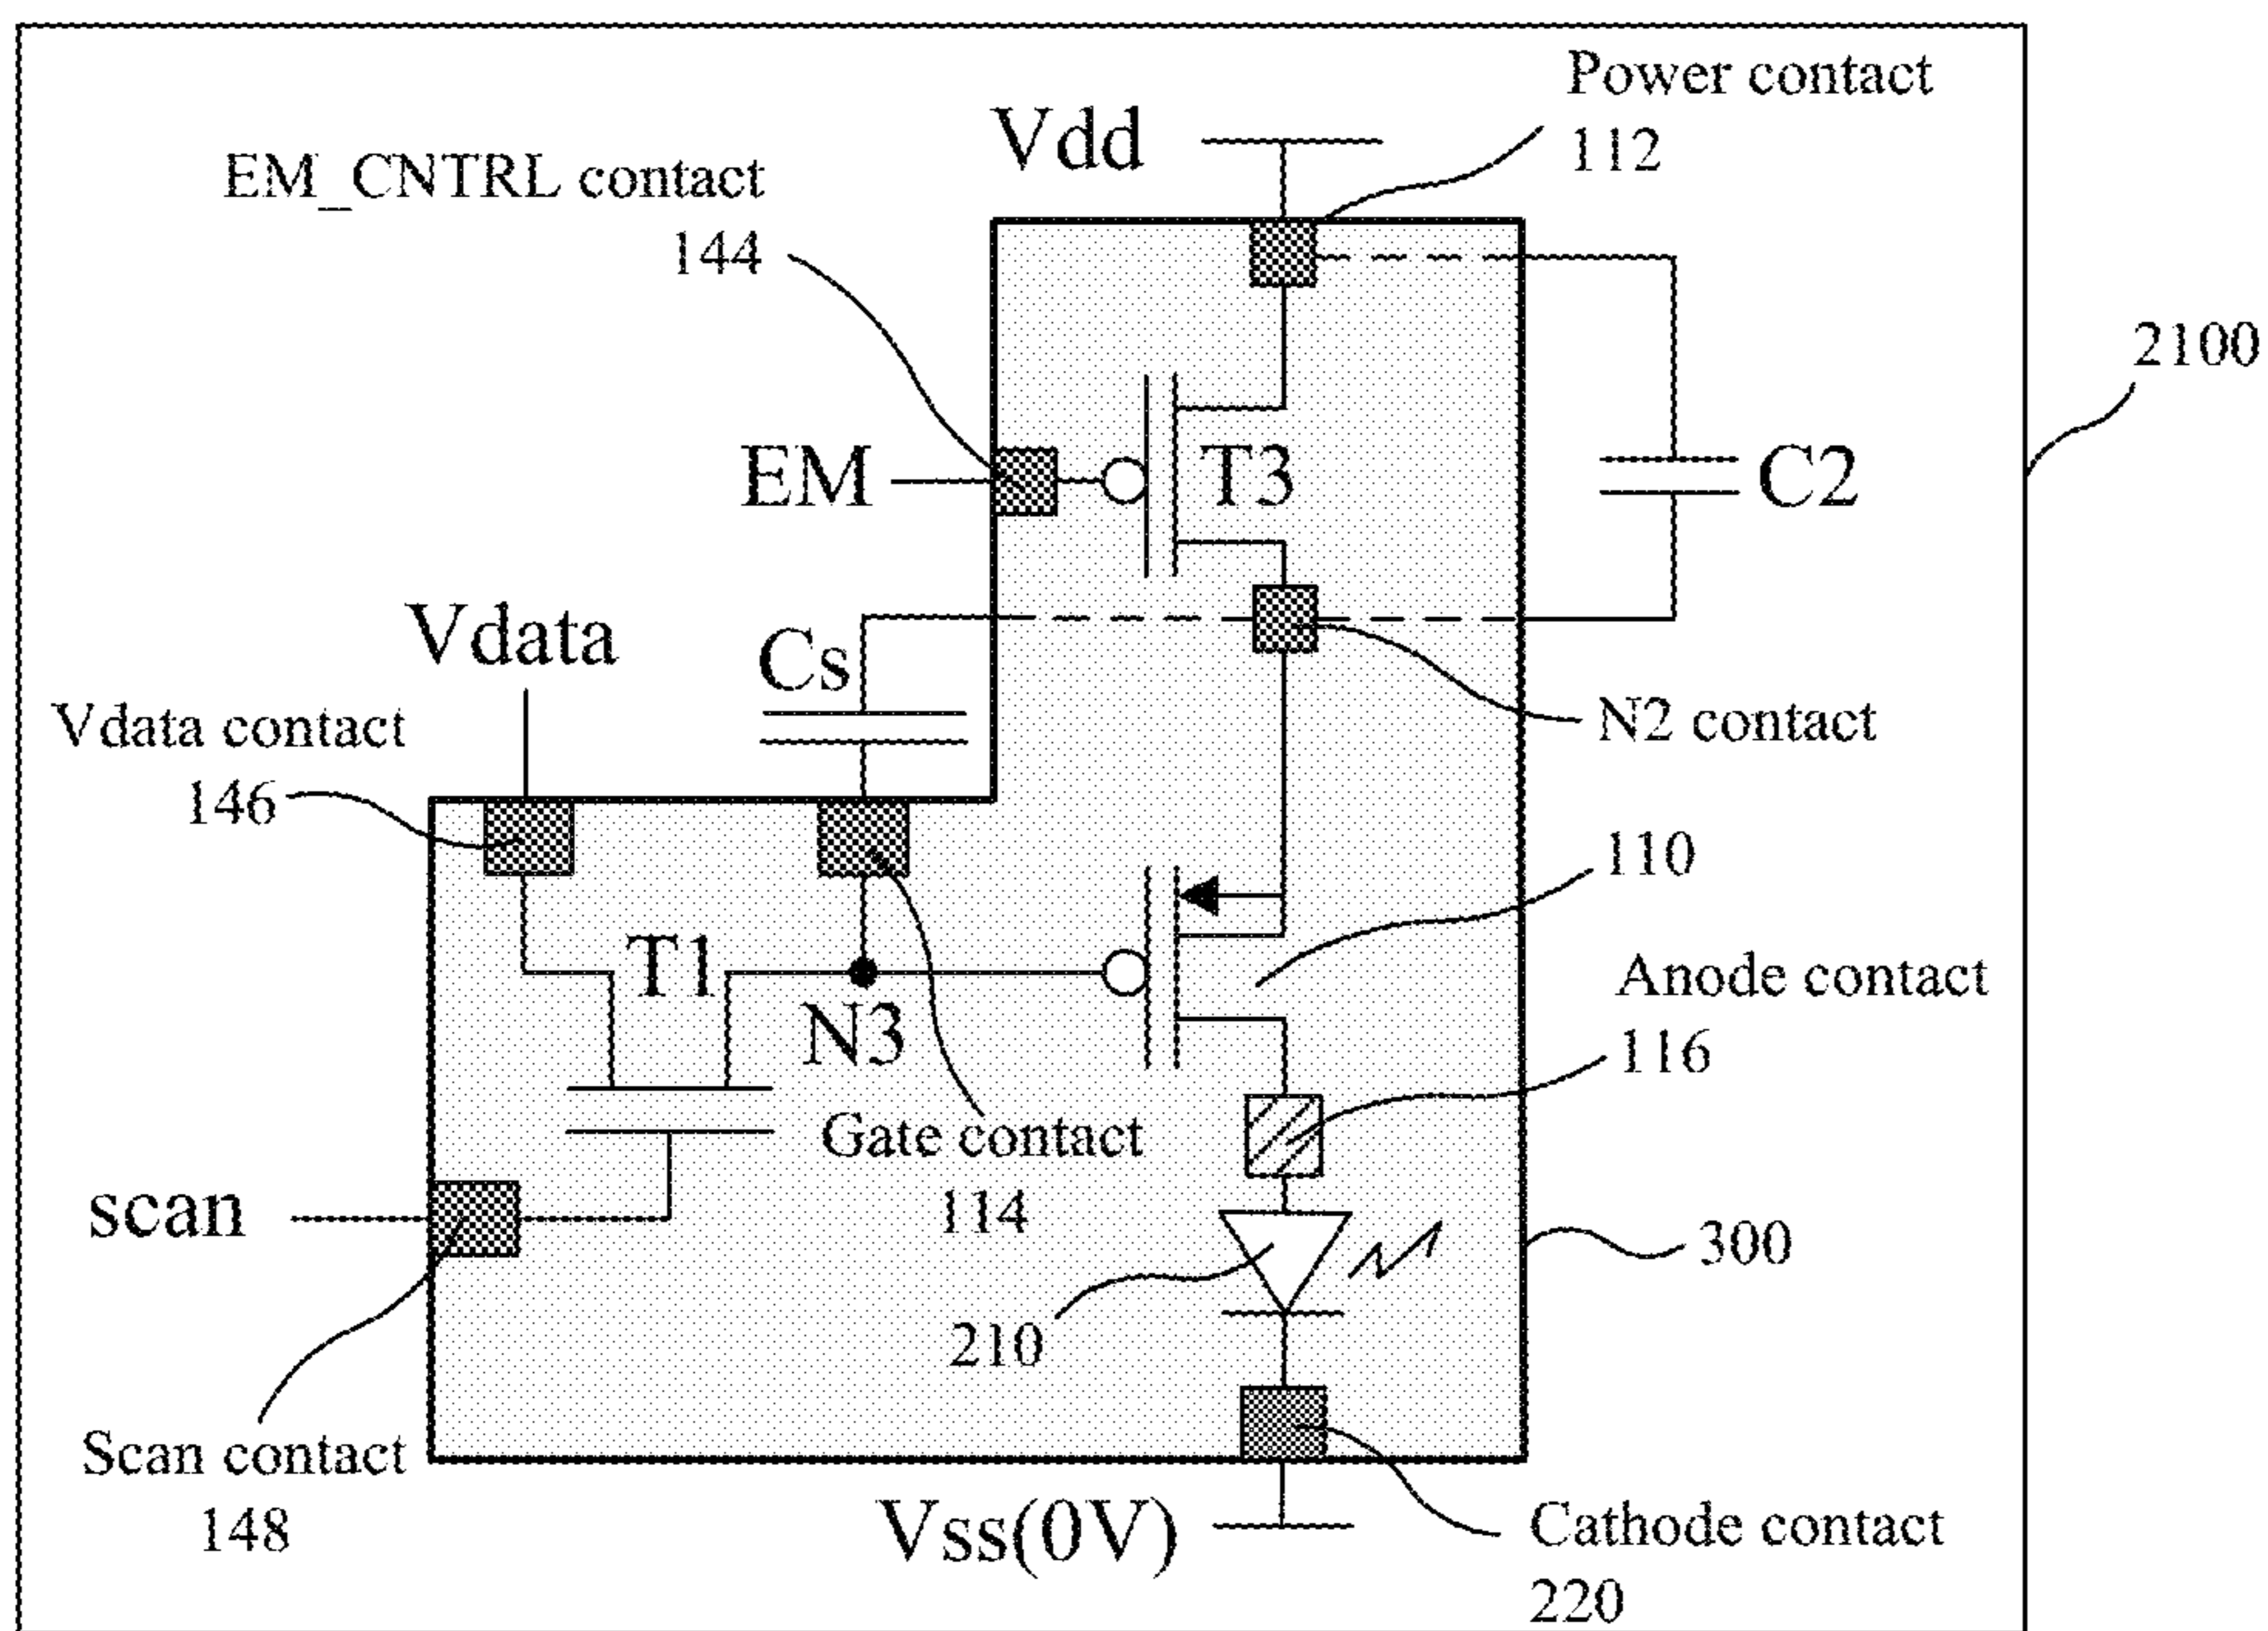 Power contact
112
Vdd
EM_CNTRL contact
144
2100
EM
T3
C2
Vdata
Cs
Vdata contact
146
N2 contact
110
T1
N3
Anode contact
116
Gate contact
114
scan
300
210
Scan contact
148
Vss(0V)
Cathode contact
220